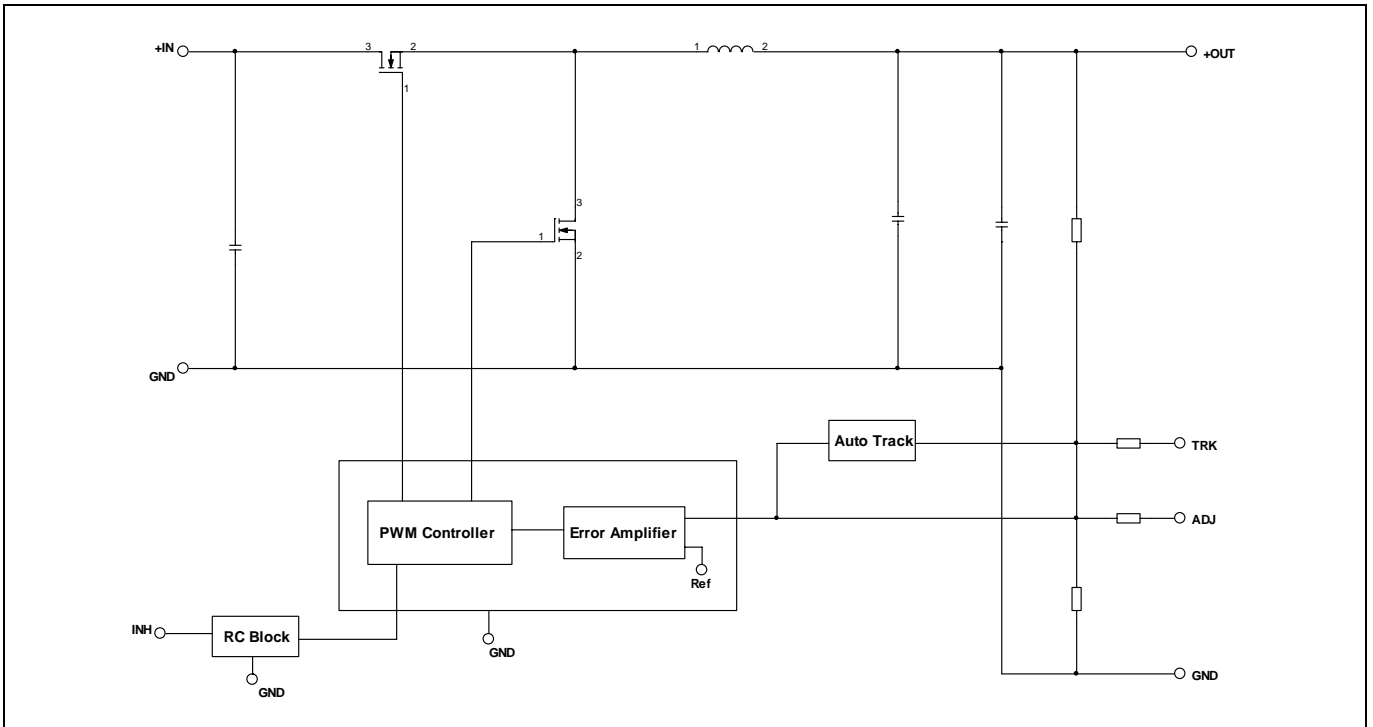 +IN
3
2
1
2
+OUT
1
3
1
2
GND
Auto Track
TRK
PWM Controller
Error Amplifier
ADJ
Ref
INH
RC Block
GND
GND
GND